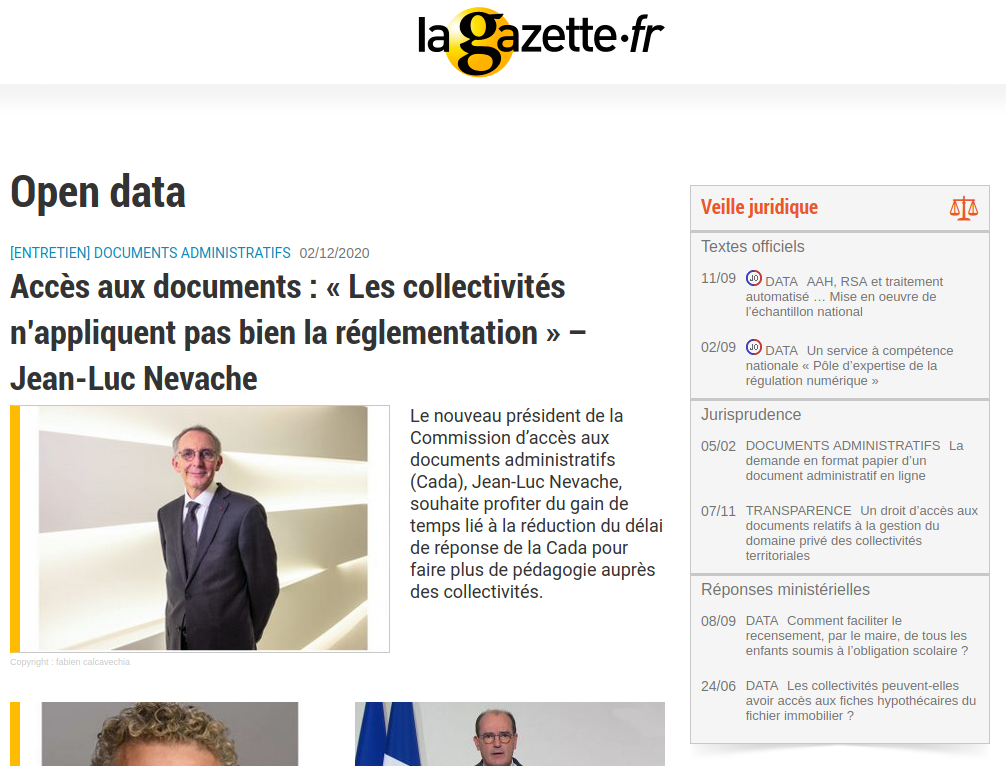 lagazette.fr
Open data
[ENTRETIEN] DOCUMENTS ADMINISTRATIFS 02/12/2020
Accès aux documents : « Les collectivités
n'appliquent pas bien la réglementation » –
Jean-Luc Nevache
Le nouveau président de la
Commission d'accès aux
documents administratifs
(Cada), Jean-Luc Nevache,
souhaite profiter du gain de
temps lié à la réduction du délai
de réponse de la Cada pour
faire plus de pédagogie auprès
des collectivités.
Copyright : fabien calcavechia
Veille juridique
Textes officiels
11/09 JO DATA AAH, RSA et traitement
automatisé … Mise en oeuvre de
l'échantillon national
02/09 JO DATA Un service à compétence
nationale « Pôle d'expertise de la
régulation numérique »
Jurisprudence
05/02 DOCUMENTS ADMINISTRATIFS La
demande en format papier d'un
document administratif en ligne
07/11 TRANSPARENCE Un droit d'accès aux
documents relatifs à la gestion du
domaine privé des collectivités
territoriales
Réponses ministérielles
08/09 DATA Comment faciliter le
recensement, par le maire, de tous les
enfants soumis à l'obligation scolaire ?
24/06 DATA Les collectivités peuvent-elles
avoir accès aux fiches hypothécaires du
fichier immobilier ?